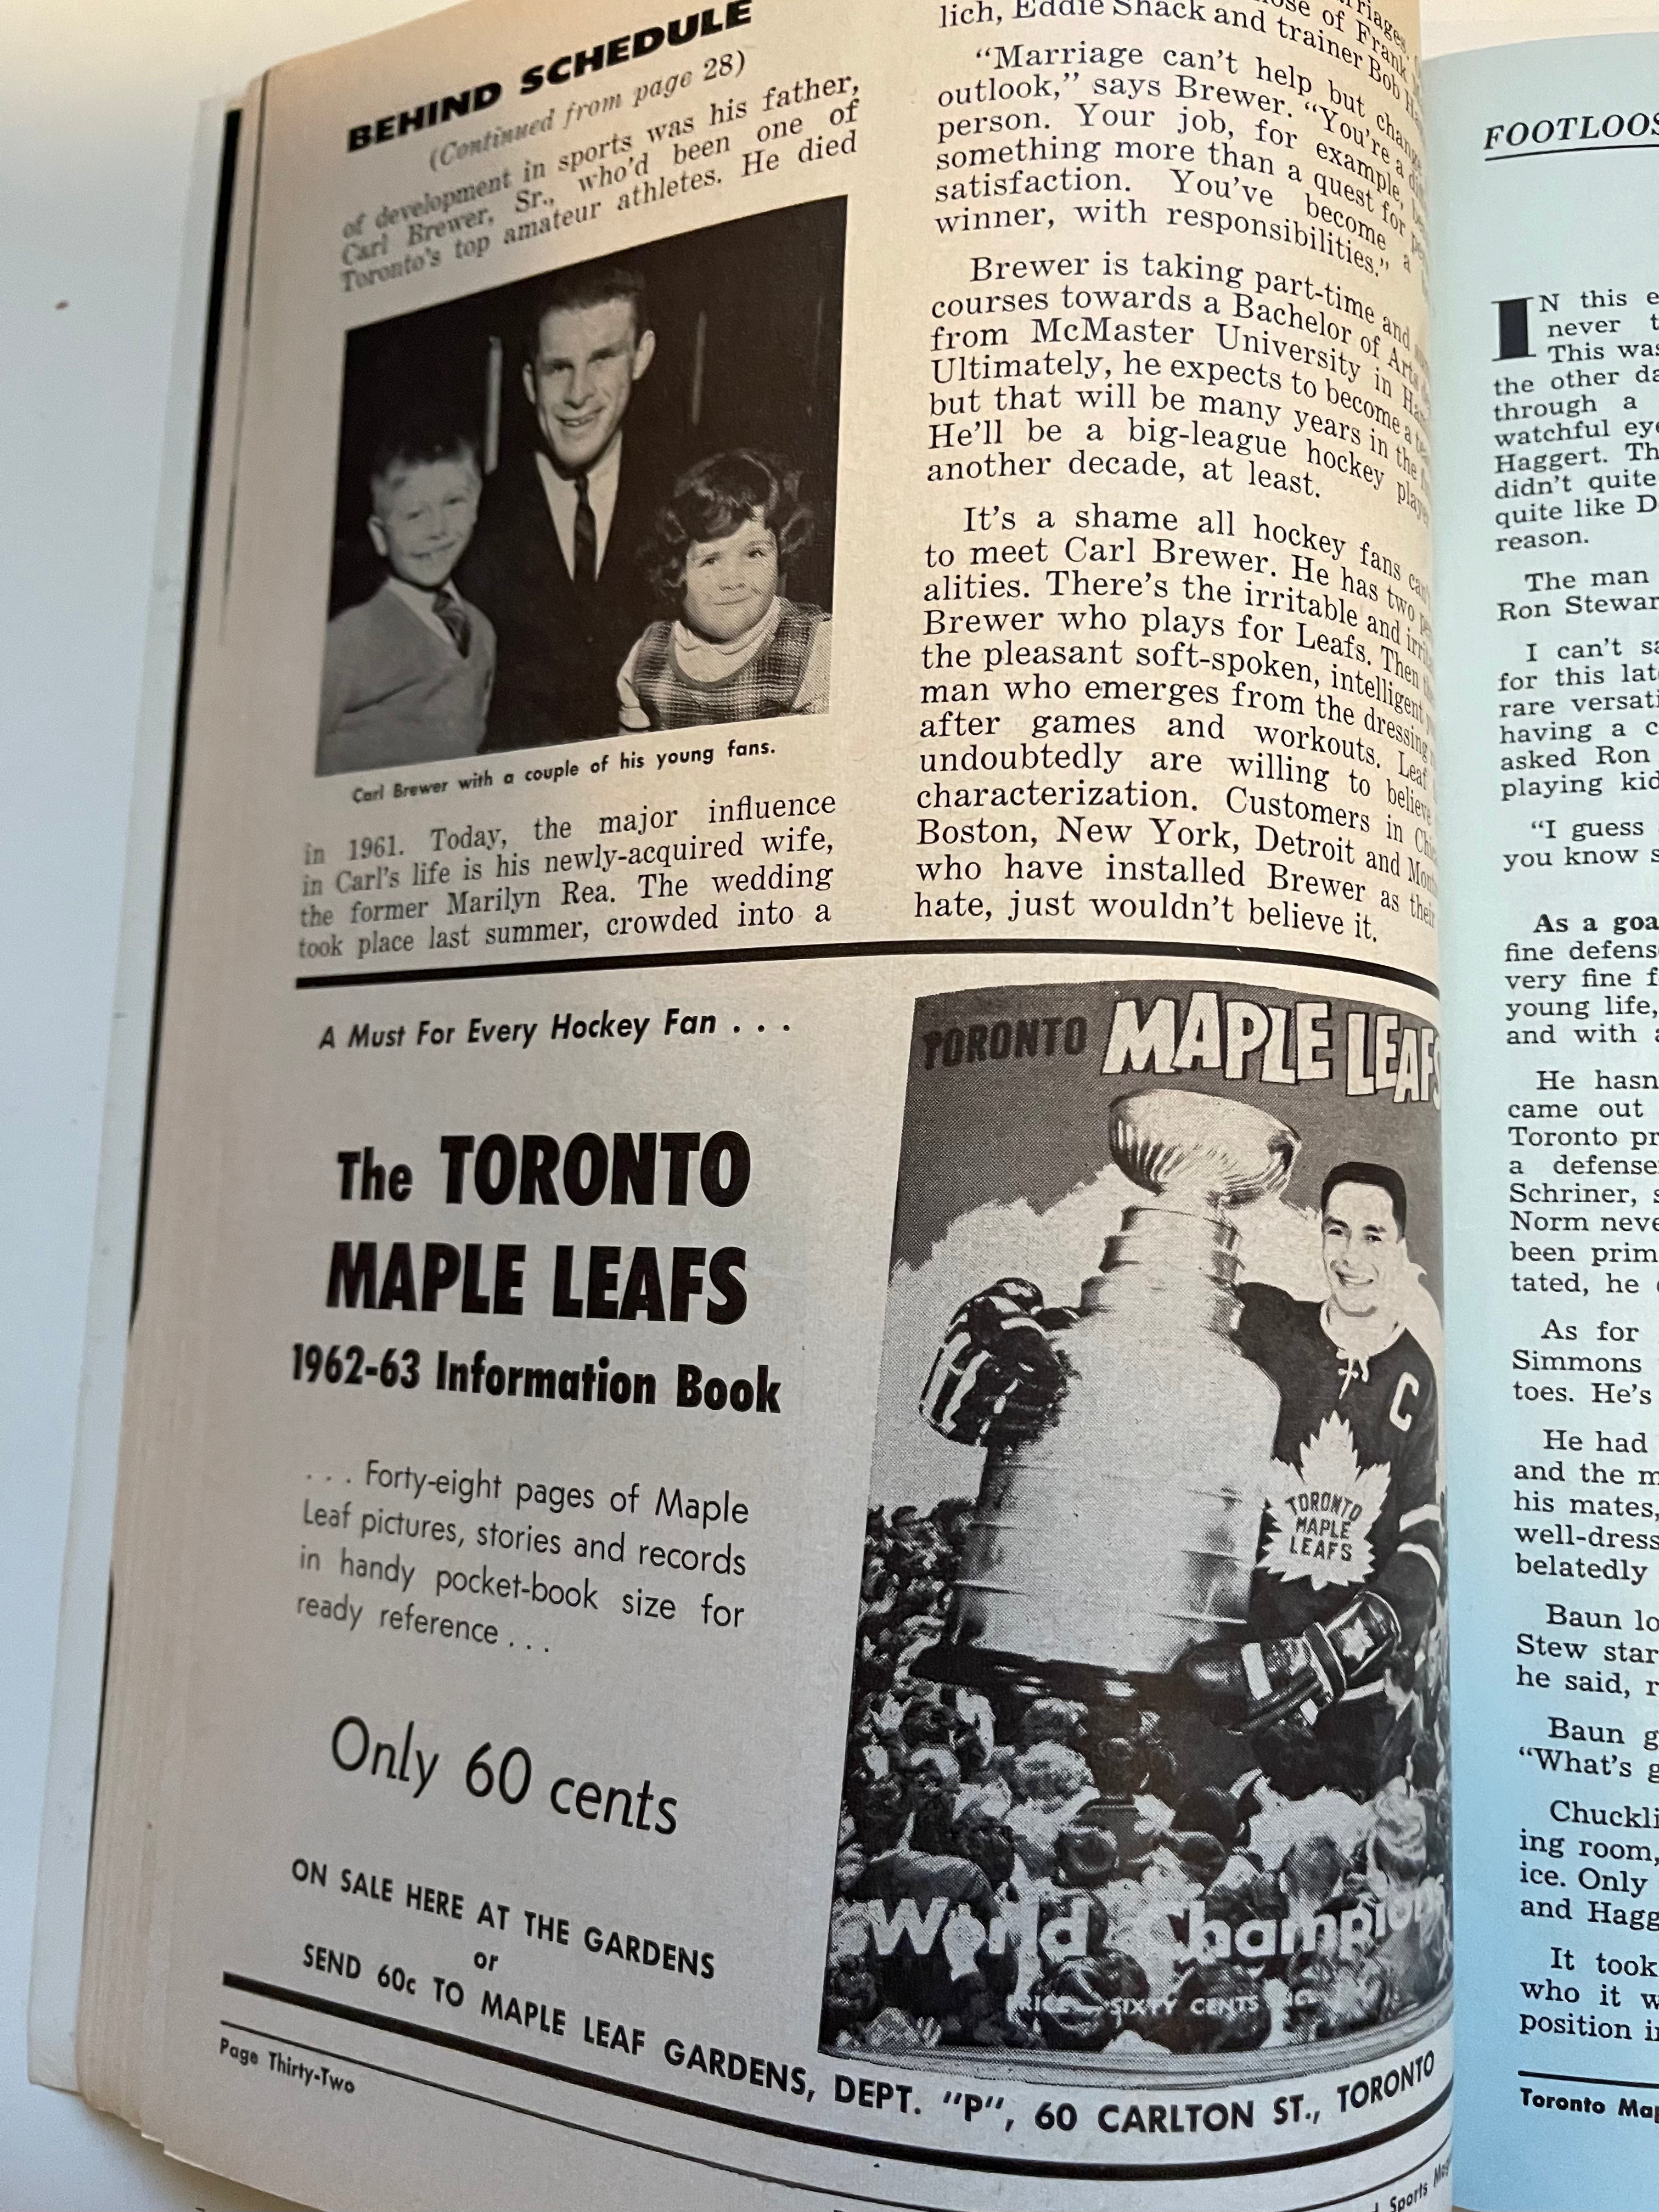 BEHIND SCHEDULE
(Continued from page 28)
of development in sports was his father,
Carl Brewer, Sr., who'd been one of
Toronto's top amateur athletes. He died
Carl Brewer with a couple of his young fans.
in 1961. Today, the major influence
in Carl's life is his newly-acquired wife,
the former Marilyn Rea. The wedding
took place last summer, crowded into a
of Frank
lich, Eddie Shack and trainer Bob
"Marriage can't help but
outlook," says Brewer. "You're a
person. Your job, for example,
something more than a quest for
satisfaction. You've become a
winner, with responsibilities."
Brewer is taking part-time and
courses towards a Bachelor of Arts
from McMaster University in
Ultimately, he expects to become a
but that will be many years in the
He'll be a big-league hockey player
another decade, at least.
It's a shame all hockey fans can't
to meet Carl Brewer. He has two
alities. There's the irritable and
Brewer who plays for Leafs. Then
the pleasant soft-spoken, intelligent
man who emerges from the dressing
after games and workouts. Leaf
undoubtedly are willing to believe
characterization. Customers in
Boston, New York, Detroit and
who have installed Brewer as their
hate, just wouldn't believe it.
A Must For Every Hockey Fan . . .
The TORONTO
MAPLE LEAFS
1962-63 Information Book
. . . Forty-eight pages of Maple
Leaf pictures, stories and records
in handy pocket-book size for
ready reference . . .
Only 60 cents
ON SALE HERE AT THE GARDENS
or
SEND 60c TO MAPLE LEAF GARDENS, DEPT. "P", 60 CARLTON ST., TORONTO
TORONTO MAPLE LEAFS
C
TORONTO
MAPLE
LEAFS
World Champions
PRICE SIXTY CENTS
Page Thirty-Two
Sports
FOOTLOOS
IN this
never
This was
the other
through a
watchful
Haggert.
didn't quite
quite like
reason.
The man
Ron
I can't
for this
rare
having a
asked Ron
playing
"I guess
you know
As a
fine
very fine
young life,
and with
He
came out
Toronto
a
Schriner,
Norm
been
tated, he
As for
Simmons
toes. He's
He had
and the
his mates,
belatedly
Baun
Stew
he said,
Baun
"What's
ing room,
ice. Only
and
It took
who it
position
Toronto